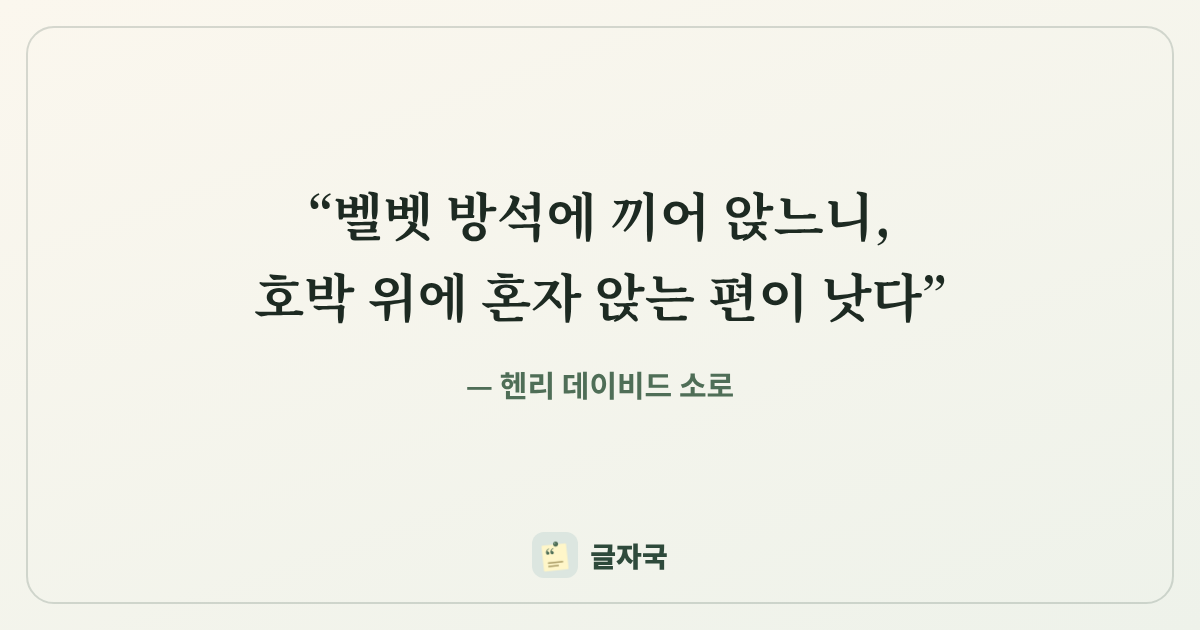 “벨벳 방석에 끼어 앉느니,
호박 위에 혼자 앉는 편이 낫다”
— 헨리 데이비드 소로
글자국